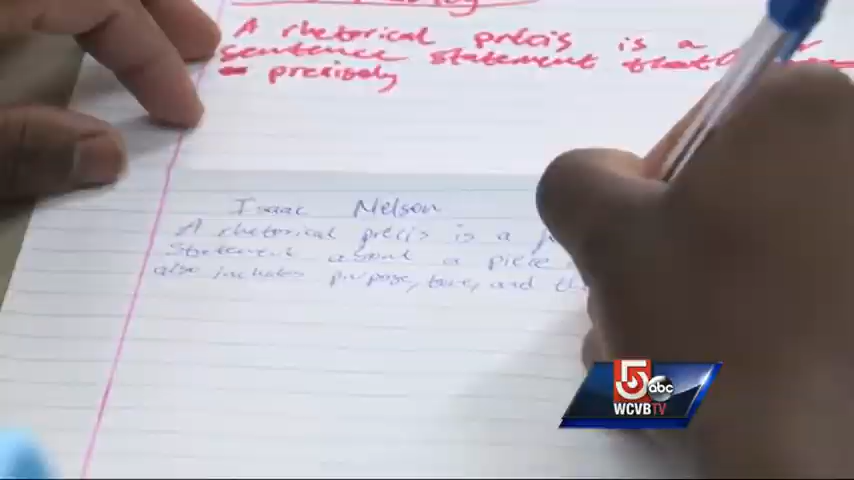 A rhetorical précis is a
sentence statement that
precisely
Isaac Nelson
A rhetorical précis is a
statement about a piece
also includes purpose, tone, and
5 abc
WCVB TV